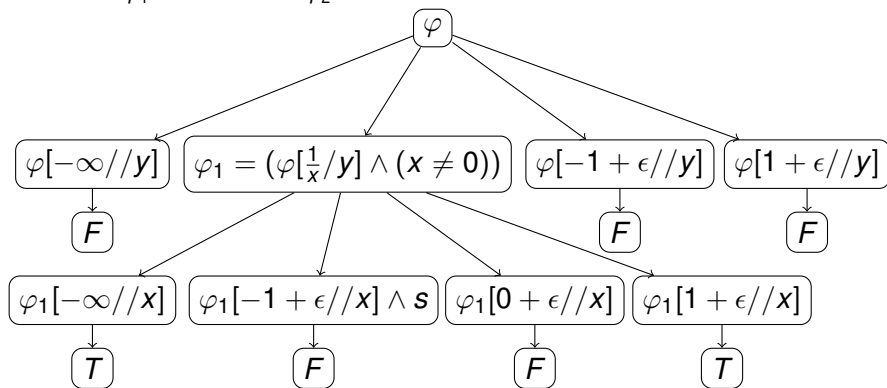 φ
φ[−∞//y] φ₁ = (φ[1/x /y] ∧ (x ≠ 0)) φ[−1 + ϵ//y] φ[1 + ϵ//y]
F F F
φ₁[−∞//x] φ₁[−1 + ϵ//x] ∧ s φ₁[0 + ϵ//x] φ₁[1 + ϵ//x]
T F F T